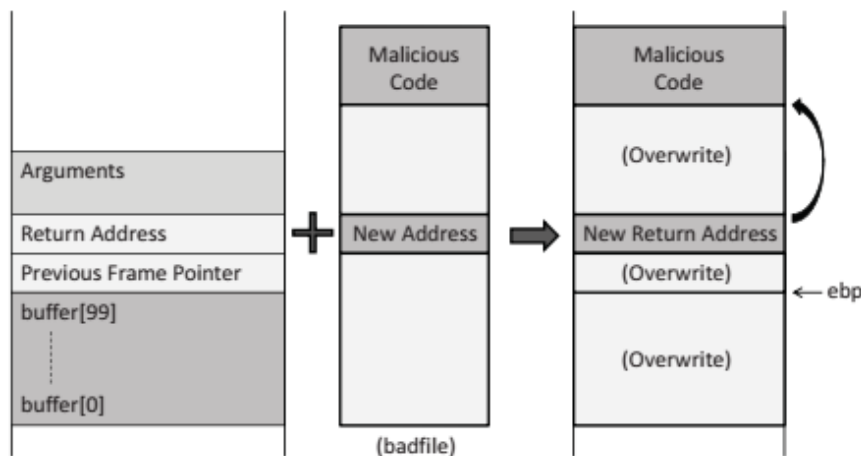 Arguments
Return Address
Previous Frame Pointer
buffer[99]
buffer[0]
Malicious
Code
New Address
(badfile)
Malicious
Code
(Overwrite)
New Return Address
(Overwrite)
ebp
(Overwrite)